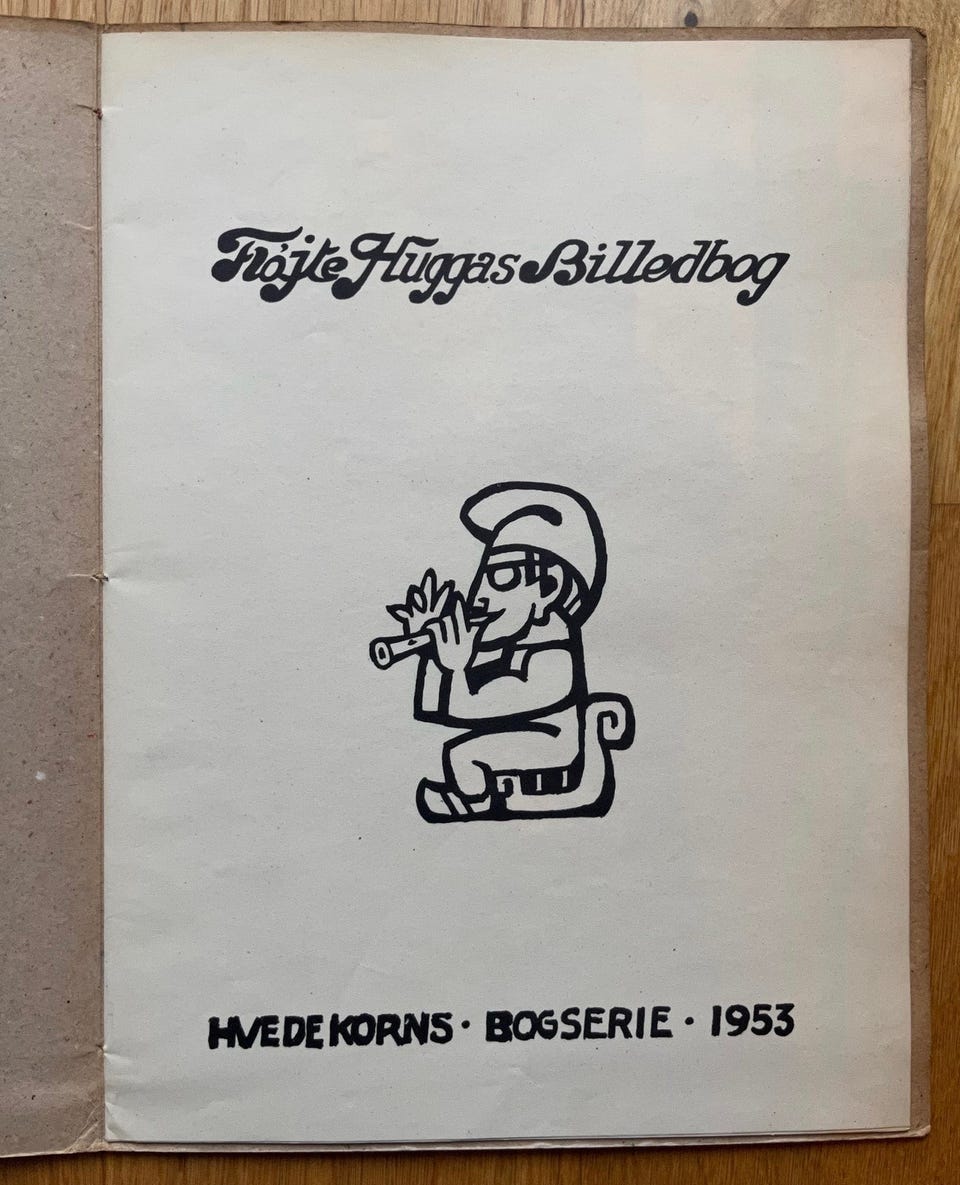 Fløjte Huggas Billedbog
HVEDEKORNS · BOGSERIE · 1953